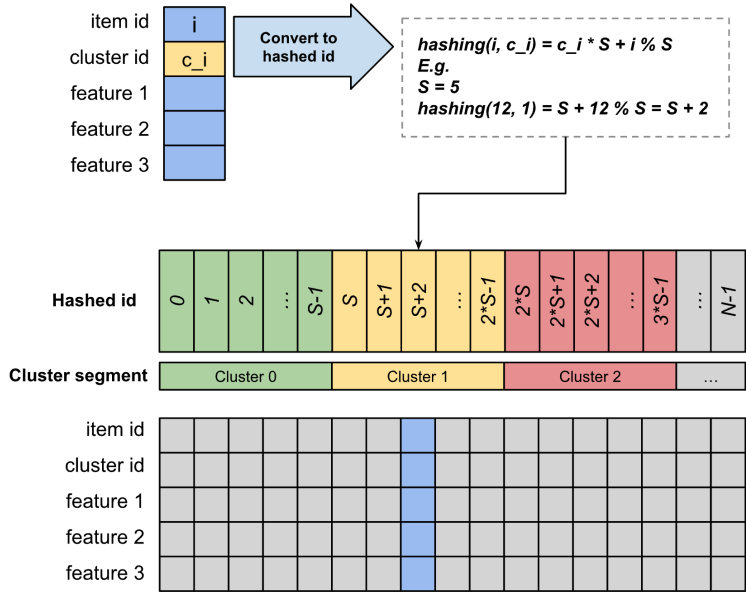 item id
i
cluster id
c_i
feature 1
feature 2
feature 3
Convert to
hashed id
hashing(i, c_i) = c_i * S + i % S
E.g.
S = 5
hashing(12, 1) = S + 12 % S = S + 2
Hashed id
0
1
2
...
S-1
S
S+1
S+2
...
2*S-1
2*S
2*S+1
2*S+2
...
3*S-1
...
N-1
Cluster segment
Cluster 0
Cluster 1
Cluster 2
...
item id
cluster id
feature 1
feature 2
feature 3